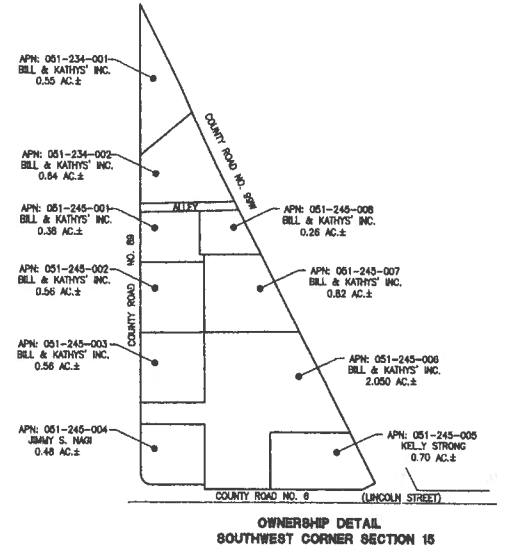 APN: 051-234-001
BILL & KATHYS' INC.
0.55 AC.±
COUNTY ROAD NO. 99W
APN: 051-234-002
BILL & KATHYS' INC.
0.64 AC.±
ALLEY
APN: 051-245-001
BILL & KATHYS' INC.
0.38 AC.±
APN: 051-245-008
BILL & KATHYS' INC.
0.26 AC.±
COUNTY ROAD NO. 89
APN: 051-245-002
BILL & KATHYS' INC.
0.56 AC.±
APN: 051-245-007
BILL & KATHYS' INC.
0.82 AC.±
APN: 051-245-003
BILL & KATHYS' INC.
0.56 AC.±
APN: 051-245-006
BILL & KATHYS' INC.
2.050 AC.±
APN: 051-245-004
JIMMY S. NAGI
0.48 AC.±
APN: 051-245-005
KELLY STRONG
0.70 AC.±
COUNTY ROAD NO. 6 (LINCOLN STREET)
OWNERSHIP DETAIL
SOUTHWEST CORNER SECTION 15